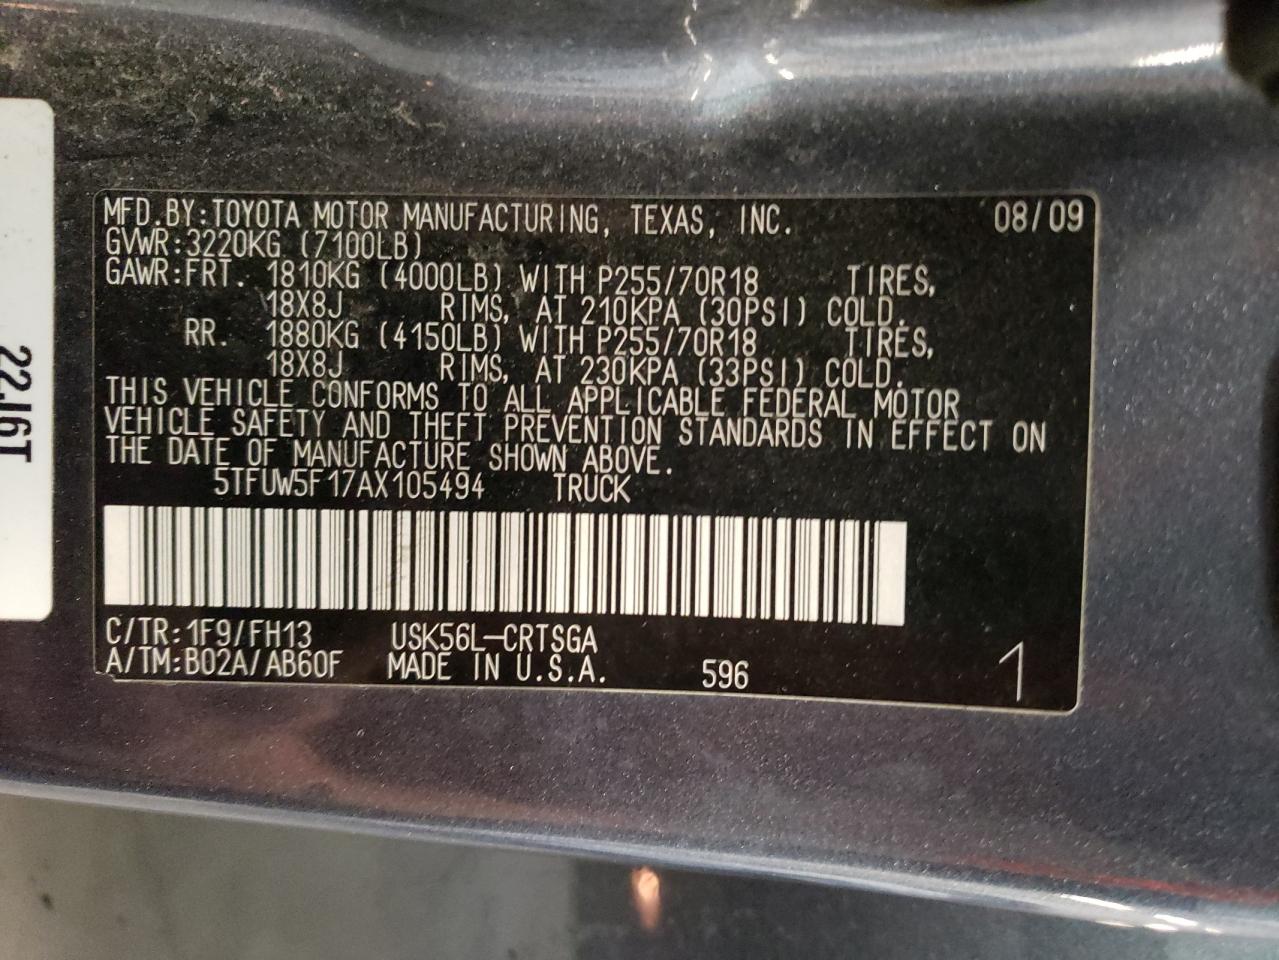 MFD.BY:TOYOTA MOTOR MANUFACTURING, TEXAS, INC. 08/09
GVWR:3220KG (7100LB)
GAWR:FRT. 1810KG (4000LB) WITH P255/70R18 TIRES,
18X8J RIMS, AT 210KPA (30PSI) COLD.
RR. 1880KG (4150LB) WITH P255/70R18 TIRES,
18X8J RIMS, AT 230KPA (33PSI) COLD.
THIS VEHICLE CONFORMS TO ALL APPLICABLE FEDERAL MOTOR
VEHICLE SAFETY AND THEFT PREVENTION STANDARDS IN EFFECT ON
THE DATE OF MANUFACTURE SHOWN ABOVE.
5TFUW5F17AX105494 TRUCK
C/TR:1F9/FH13 USK56L-CRTSGA
A/TM:B02A/AB60F MADE IN U.S.A. 596 1